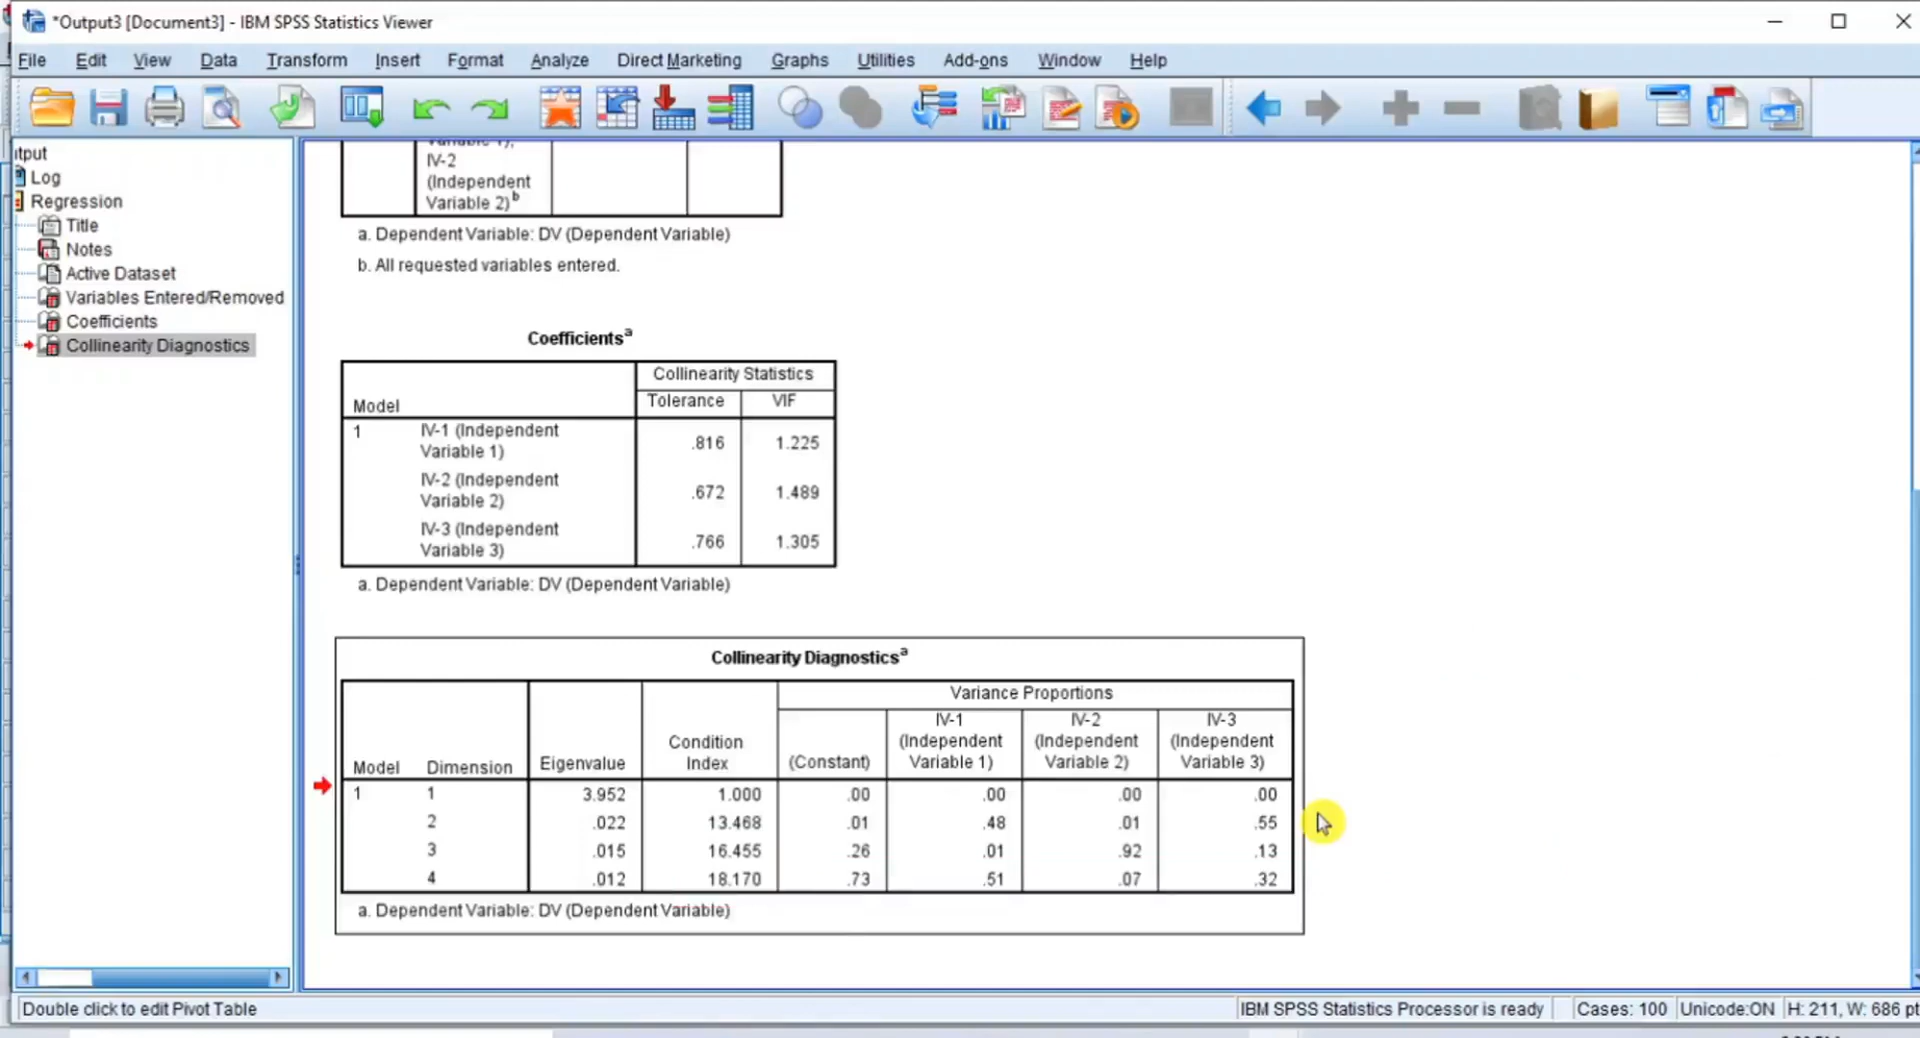 *Output3 [Document3] - IBM SPSS Statistics Viewer
File Edit View Data Transform Insert Format Analyze Direct Marketing Graphs Utilities Add-ons Window Help
Log
Regression
Title
Notes
Active Dataset
Variables Entered/Removed
Coefficients
Collinearity Diagnostics
Variable 1),
IV-2
(Independent
Variable 2)b
a. Dependent Variable: DV (Dependent Variable)
b. All requested variables entered.
Coefficientsa
Collinearity Statistics
Model Tolerance VIF
1 IV-1 (Independent Variable 1) .816 1.225
IV-2 (Independent Variable 2) .672 1.489
IV-3 (Independent Variable 3) .766 1.305
a. Dependent Variable: DV (Dependent Variable)
Collinearity Diagnosticsa
Variance Proportions
Model Dimension Eigenvalue Condition Index (Constant) IV-1 (Independent Variable 1) IV-2 (Independent Variable 2) IV-3 (Independent Variable 3)
1 1 3.952 1.000 .00 .00 .00 .00
2 .022 13.468 .01 .48 .01 .55
3 .015 16.455 .26 .01 .92 .13
4 .012 18.170 .73 .51 .07 .32
a. Dependent Variable: DV (Dependent Variable)
Double click to edit Pivot Table
IBM SPSS Statistics Processor is ready Cases: 100 Unicode:ON H: 211, W: 686 pt